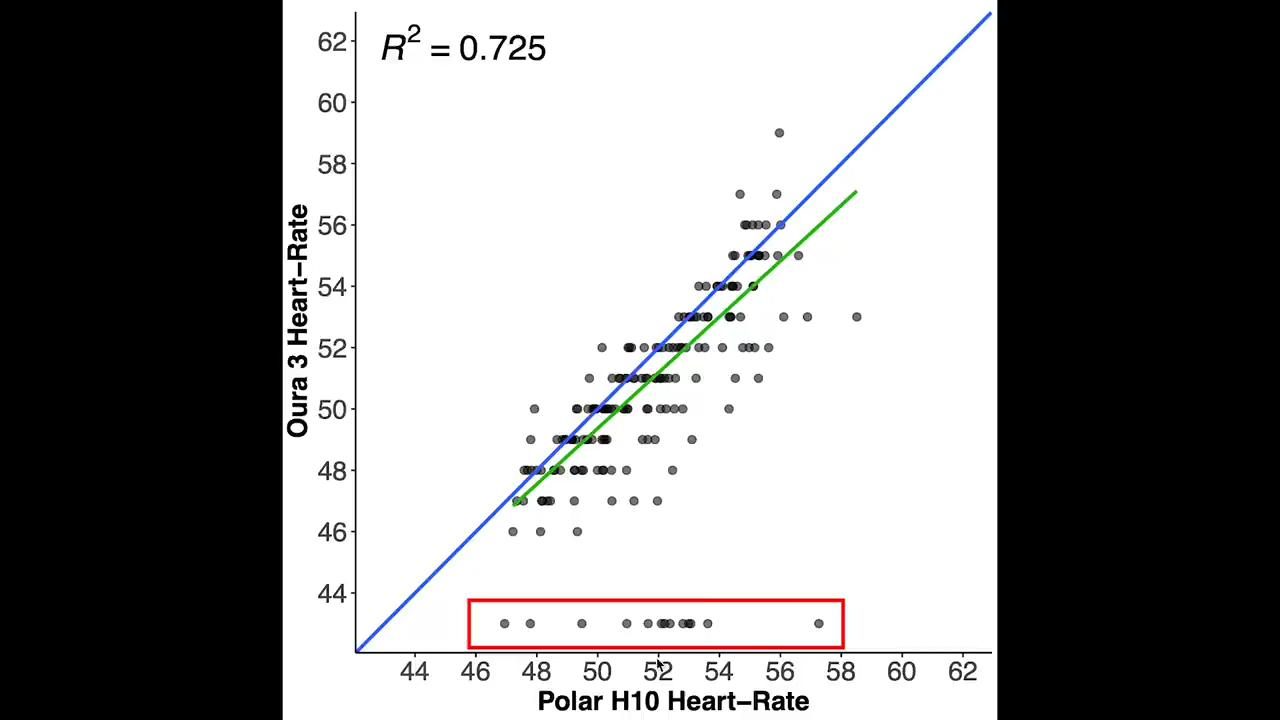 R² = 0.725
62
60
58
56
54
52
50
48
46
44
Oura 3 Heart–Rate
44 46 48 50 52 54 56 58 60 62
Polar H10 Heart–Rate